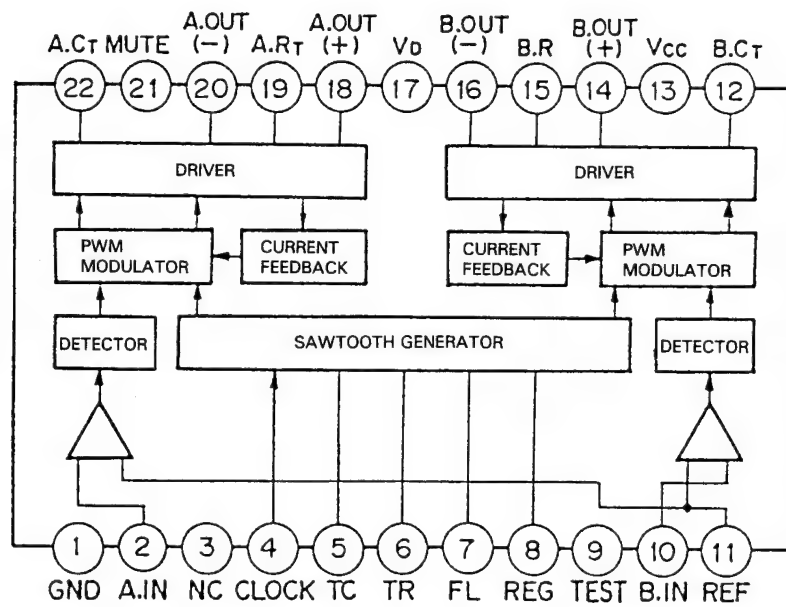 A.OUT A.OUT B.OUT B.OUT
A.CT MUTE (-) A.RT (+) VD (-) B.R (+) VCC B.CT
22 21 20 19 18 17 16 15 14 13 12
DRIVER DRIVER
PWM MODULATOR
CURRENT FEEDBACK
CURRENT FEEDBACK
PWM MODULATOR
DETECTOR
SAWTOOTH GENERATOR
DETECTOR
1 2 3 4 5 6 7 8 9 10 11
GND A.IN NC CLOCK TC TR FL REG TEST B.IN REF